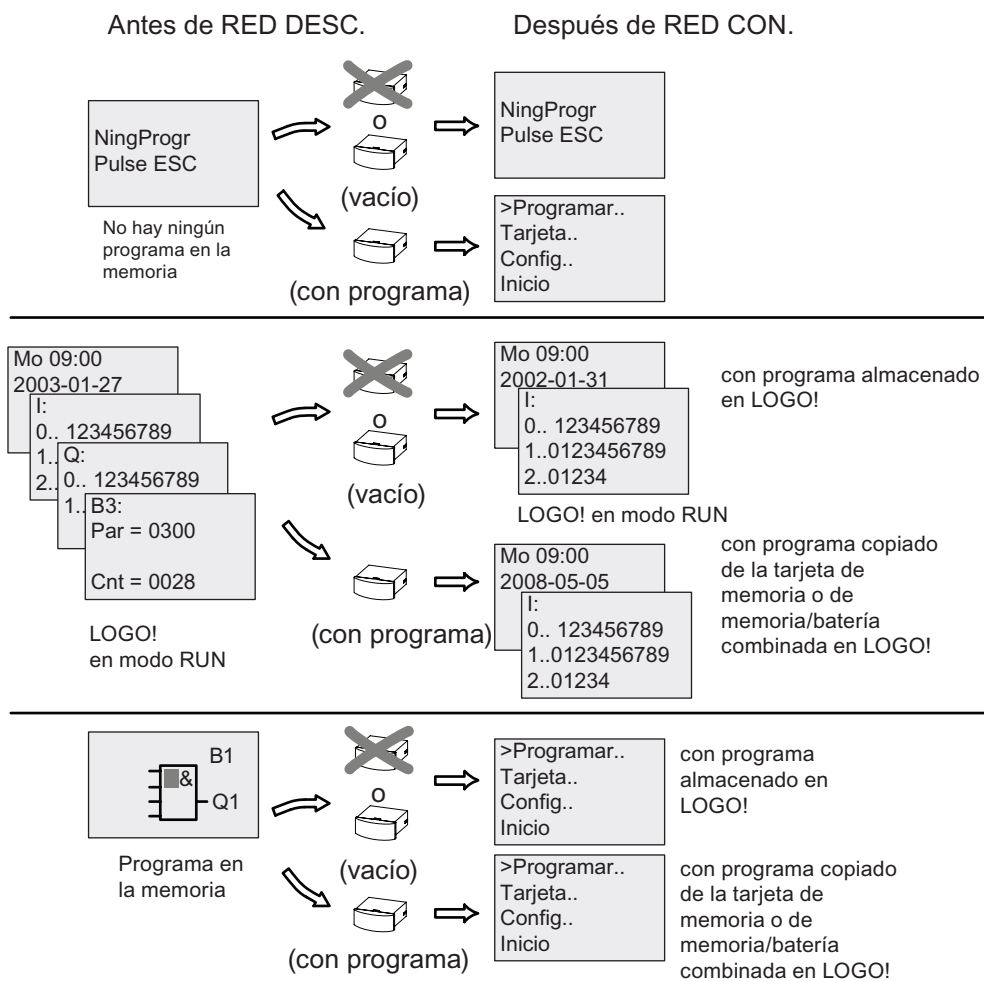 Antes de RED DESC.
Después de RED CON.
NingProgr
Pulse ESC
No hay ningún
programa en la
memoria
o
(vacío)
(con programa)
NingProgr
Pulse ESC
>Programar..
Tarjeta..
Config..
Inicio
Mo 09:00
2003-01-27
I:
0.. 123456789
1..
2..
Q:
0.. 123456789
1..
B3:
Par = 0300
Cnt = 0028
LOGO!
en modo RUN
o
(vacío)
(con programa)
Mo 09:00
2002-01-31
I:
0.. 123456789
1..0123456789
2..01234
LOGO! en modo RUN
con programa almacenado
en LOGO!
Mo 09:00
2008-05-05
I:
0.. 123456789
1..0123456789
2..01234
con programa copiado
de la tarjeta de
memoria o de
memoria/batería
combinada en LOGO!
B1
&
Q1
Programa en
la memoria
o
(vacío)
(con programa)
>Programar..
Tarjeta..
Config..
Inicio
con programa
almacenado en
LOGO!
>Programar..
Tarjeta..
Config..
Inicio
con programa copiado
de la tarjeta de
memoria o de
memoria/batería
combinada en LOGO!